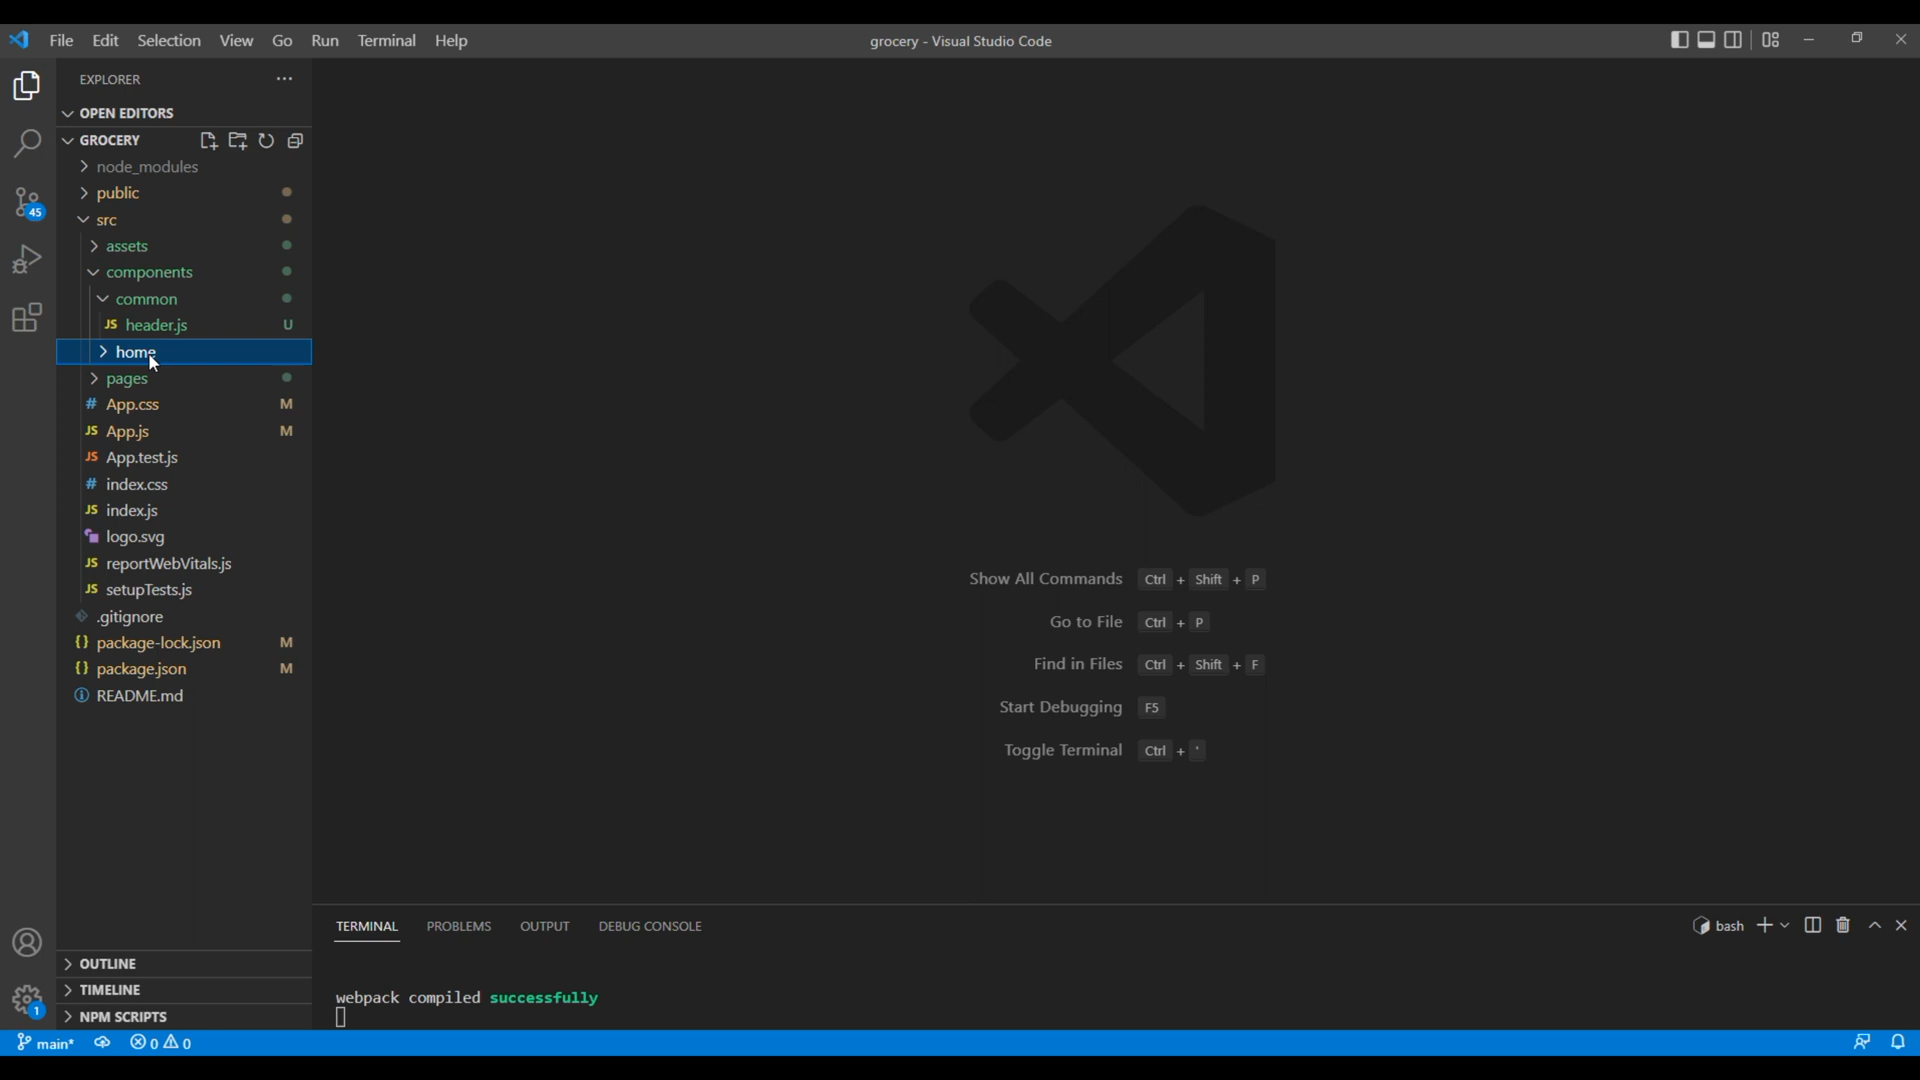 File Edit Selection View Go Run Terminal Help
grocery - Visual Studio Code
EXPLORER
OPEN EDITORS
GROCERY
node_modules
public
src
assets
components
common
JS header.js U
home
pages
# App.css M
JS App.js M
JS App.test.js
# index.css
JS index.js
logo.svg
JS reportWebVitals.js
JS setupTests.js
.gitignore
{} package-lock.json M
{} package.json M
README.md
OUTLINE
TIMELINE
NPM SCRIPTS
45
1
Show All Commands Ctrl + Shift + P
Go to File Ctrl + P
Find in Files Ctrl + Shift + F
Start Debugging F5
Toggle Terminal Ctrl + '
TERMINAL PROBLEMS OUTPUT DEBUG CONSOLE
bash
webpack compiled successfully
main* 0 0